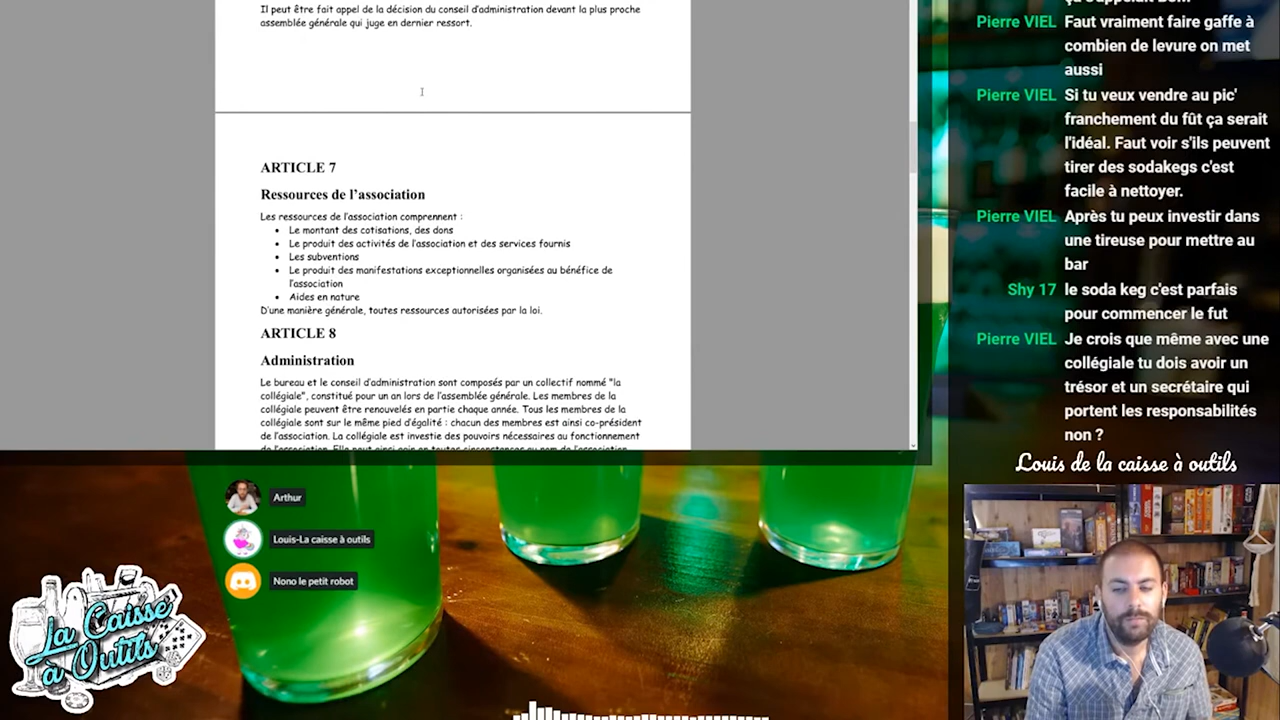 Il peut être fait appel de la décision du conseil d'administration devant la plus proche
assemblée générale qui juge en dernier ressort.
ARTICLE 7
Ressources de l'association
Les ressources de l'association comprennent :
Le montant des cotisations, des dons
Le produit des activités de l'association et des services fournis
Les subventions
Le produit des manifestations exceptionnelles organisées au bénéfice de
l'association
Aides en nature
D'une manière générale, toutes ressources autorisées par la loi.
ARTICLE 8
Administration
Le bureau et le conseil d'administration sont composés par un collectif nommé "la
collégiale", constitué pour un an lors de l'assemblée générale. Les membres de la
collégiale peuvent être renouvelés en partie chaque année. Tous les membres de la
collégiale sont sur le même pied d'égalité : chacun des membres est ainsi co-président
de l'association. La collégiale est investie des pouvoirs nécessaires au fonctionnement
Pierre VIEL Faut vraiment faire gaffe à
combien de levure on met
aussi
Pierre VIEL Si tu veux vendre au pic'
franchement du fût ça serait
l'idéal. Faut voir s'ils peuvent
tirer des sodakegs c'est
facile à nettoyer.
Pierre VIEL Après tu peux investir dans
une tireuse pour mettre au
bar
Shy 17 le soda keg c'est parfais
pour commencer le fut
Pierre VIEL Je crois que même avec une
collégiale tu dois avoir un
trésor et un secrétaire qui
portent les responsabilités
non ?
Louis de la caisse à outils
Arthur
Louis-La caisse à outils
Nono le petit robot
La Caisse
à Outils